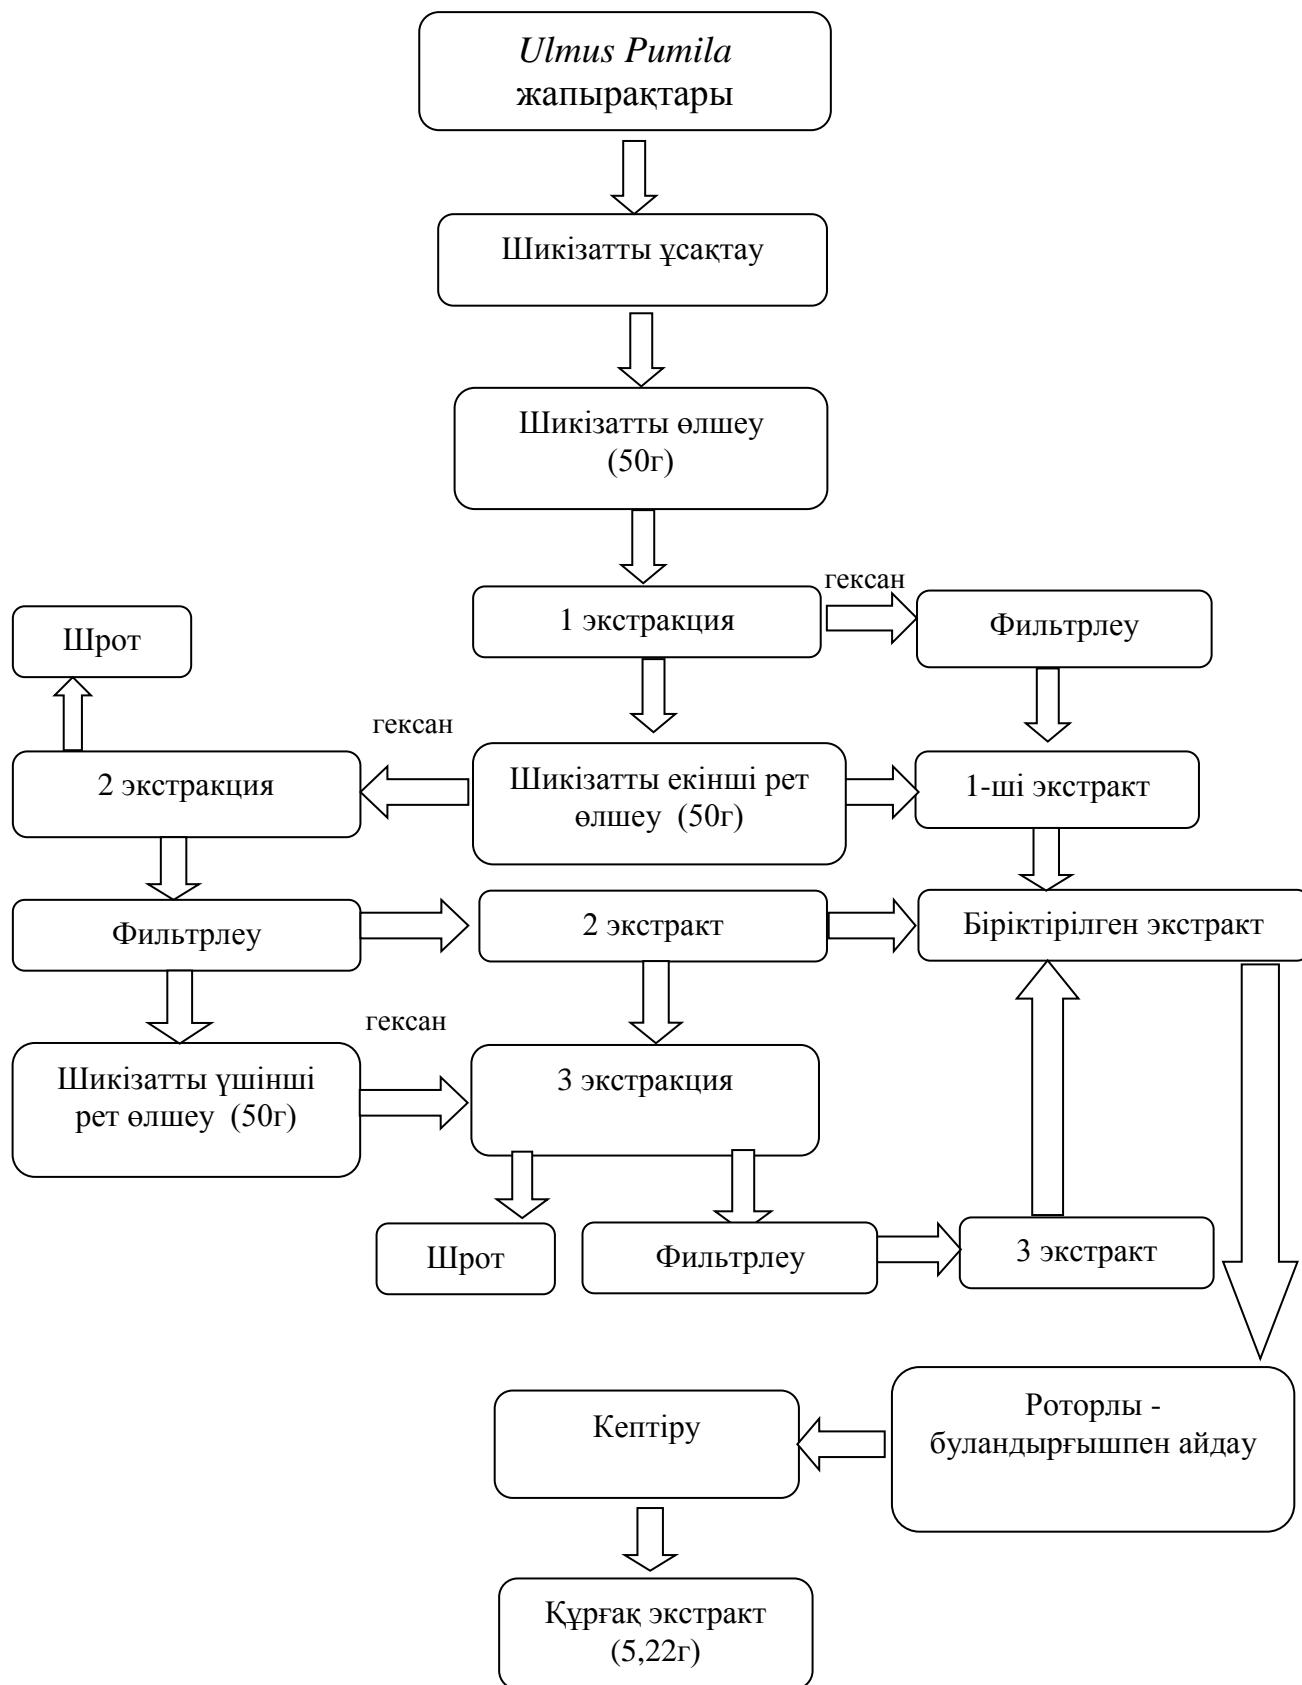 Ulmus Pumila
жапырақтары
Шикізатты ұсақтау
Шикізатты өлшеу
(50г)
гексан
1 экстракция
Фильтрлеу
Шрот
гексан
2 экстракция
Шикізатты екінші рет
өлшеу (50г)
1-ші экстракт
Фильтрлеу
2 экстракт
Біріктірілген экстракт
гексан
Шикізатты үшінші
рет өлшеу (50г)
3 экстракция
Шрот
Фильтрлеу
3 экстракт
Роторлы -
буландырғышпен айдау
Кептіру
Құрғақ экстракт
(5,22г)